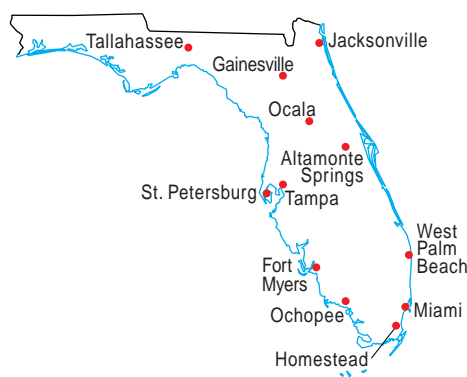 Tallahassee
Jacksonville
Gainesville
Ocala
Altamonte
Springs
St. Petersburg
Tampa
West
Palm
Beach
Fort
Myers
Ochopee
Miami
Homestead